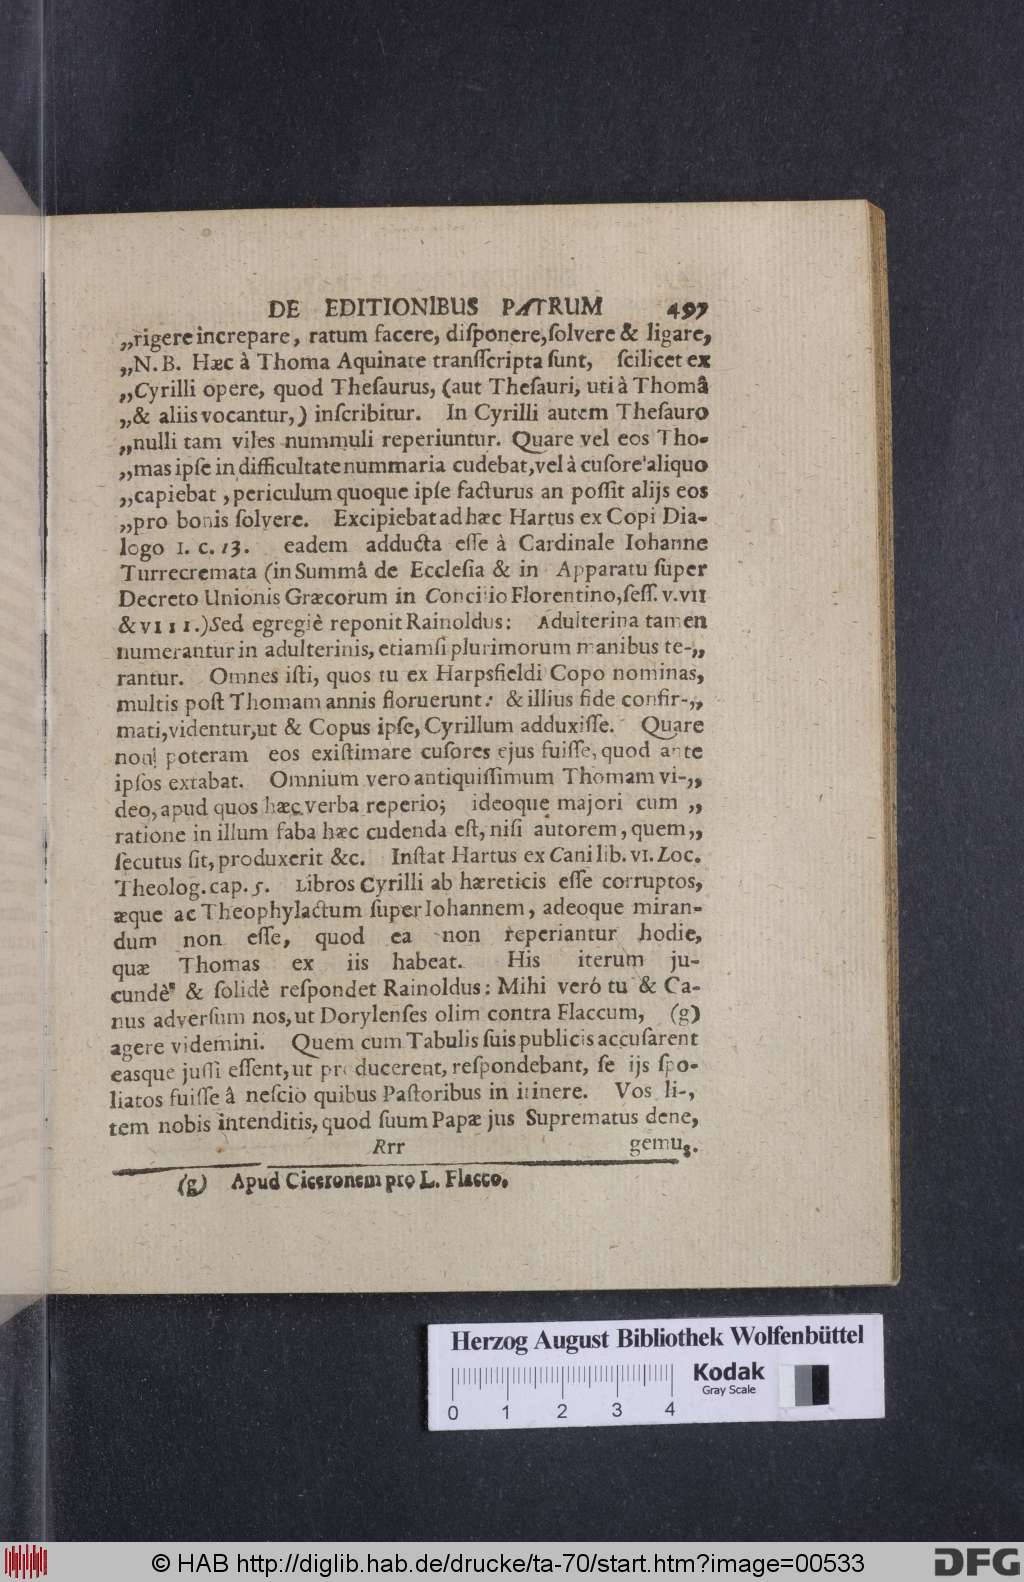 DE EDITIONIBUS PATRUM 497
„rigere increpare, ratum facere, diſponere, ſolvere & ligare,
„N. B. Hæc à Thoma Aquinate tranſſcripta ſunt, ſcilicet ex
„Cyrilli opere, quod Theſaurus, (aut Theſauri, uti à Thomâ
„& aliis vocantur,) inſcribitur. In Cyrilli autem Theſauro
„nulli tam viles nummuli reperiuntur. Quare vel eos Tho-
„mas ipſe in difficultate nummaria cudebat, vel à cuſore aliquo
„capiebat, periculum quoque ipſe facturus an poſſit alijs eos
„pro bonis ſolvere. Excipiebat ad hæc Hartus ex Copi Dia-
logo I. c. 13. eadem adducta eſſe à Cardinale Iohanne
Turrecremata (in Summâ de Eccleſia & in Apparatu ſuper
Decreto Unionis Græcorum in Concilio Florentino, ſeſſ. V. VII
& VIII.) Sed egregiè reponit Rainoldus: Adulterina tamen
numerantur in adulterinis, etiamſi plurimorum manibus te-„
rantur. Omnes iſti, quos tu ex Harpsfieldi Copo nominas,
multis poſt Thomam annis floruerunt: & illius fide confir-„
mati, videntur, ut & Copus ipſe, Cyrillum adduxiſſe. Quare
non poteram eos exiſtimare cuſores ejus fuiſſe, quod ante
ipſos extabat. Omnium vero antiquiſſimum Thomam vi-„
deo, apud quos hæc verba reperio; ideoque majori cum „
ratione in illum faba hæc cudenda eſt, niſi autorem, quem„
ſecutus ſit, produxerit &c. Inſtat Hartus ex Cani lib. VI. Loc.
Theolog. cap. 5. Libros Cyrilli ab hæreticis eſſe corruptos,
æque ac Theophylactum ſuper Iohannem, adeoque miran-
dum non eſſe, quod ea non reperiantur hodie,
quæ Thomas ex iis habeat. His iterum ju-
cundè & ſolidè reſpondet Rainoldus: Mihi veró tu & Ca-
nus adverſum nos, ut Dorylenſes olim contra Flaccum, (g)
agere videmini. Quem cum Tabulis ſuis publicis accuſarent
easque juſſi eſſent, ut producerent, reſpondebant, ſe ijs ſpo-
liatos fuiſſe â neſcio quibus Paſtoribus in itinere. Vos li-,
tem nobis intenditis, quod ſuum Papæ jus Suprematus dene,
Rrr gemus.
(g) Apud Ciceronem pro L. Flacco.
Herzog August Bibliothek Wolfenbüttel
Kodak
Gray Scale
0 1 2 3 4
© HAB http://diglib.hab.de/drucke/ta-70/start.htm?image=00533
DFG